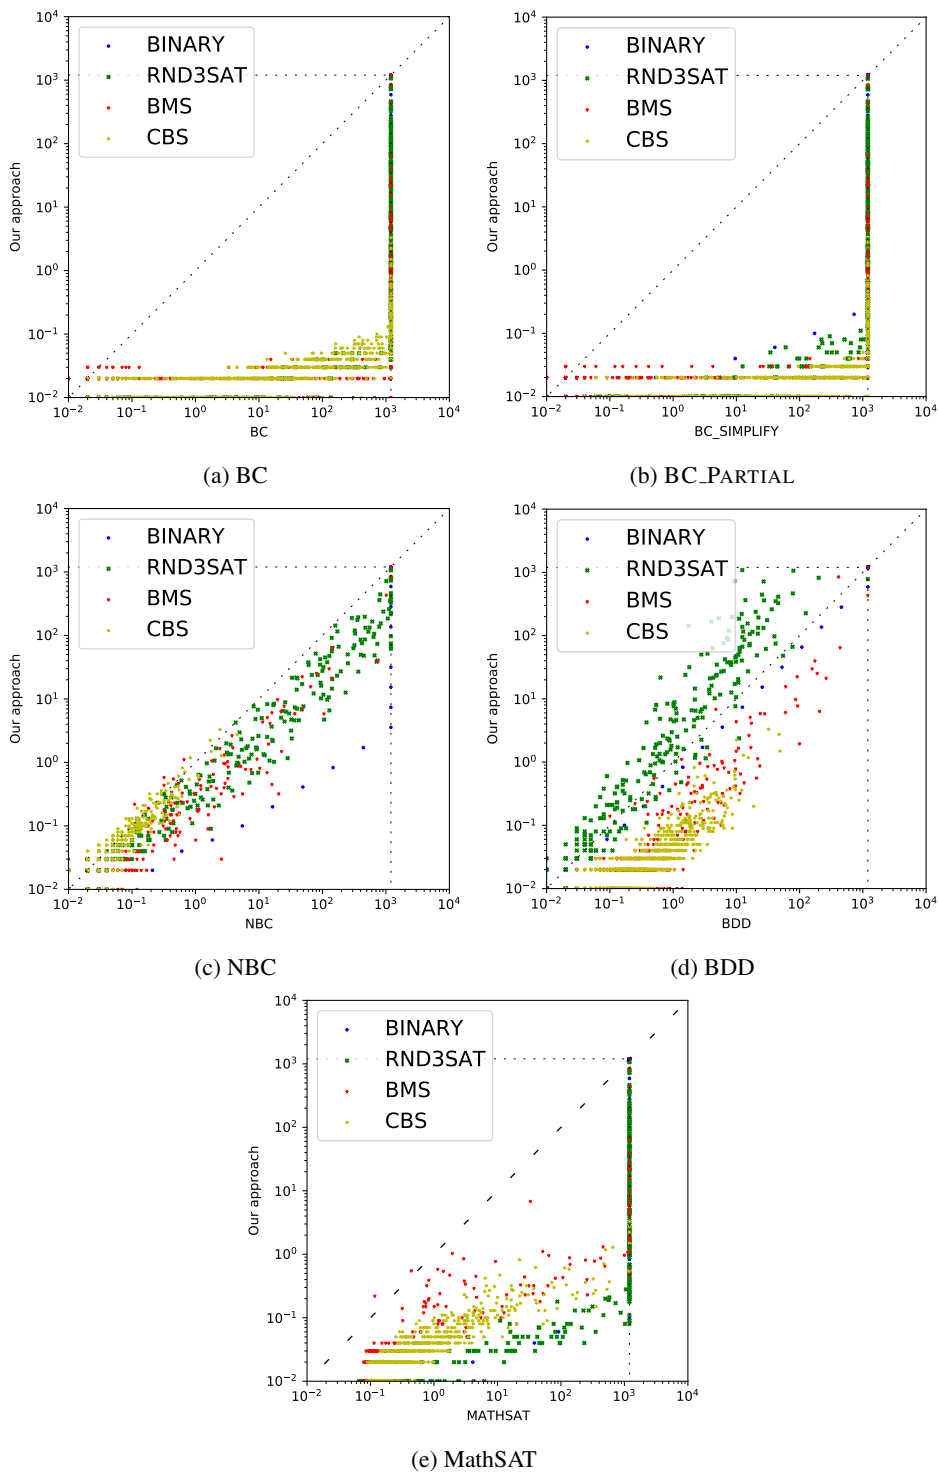 10^4
10^3
10^2
10^1
10^0
10^-1
10^-2
Our approach
BINARY
RND3SAT
BMS
CBS
10^-2 10^-1 10^0 10^1 10^2 10^3 10^4
BC
(a) BC
10^4
10^3
10^2
10^1
10^0
10^-1
10^-2
Our approach
BINARY
RND3SAT
BMS
CBS
10^-2 10^-1 10^0 10^1 10^2 10^3 10^4
BC_SIMPLIFY
(b) BC_PARTIAL
10^4
10^3
10^2
10^1
10^0
10^-1
10^-2
Our approach
BINARY
RND3SAT
BMS
CBS
10^-2 10^-1 10^0 10^1 10^2 10^3 10^4
NBC
(c) NBC
10^4
10^3
10^2
10^1
10^0
10^-1
10^-2
Our approach
BINARY
RND3SAT
BMS
CBS
10^-2 10^-1 10^0 10^1 10^2 10^3 10^4
BDD
(d) BDD
10^4
10^3
10^2
10^1
10^0
10^-1
10^-2
Our approach
BINARY
RND3SAT
BMS
CBS
10^-2 10^-1 10^0 10^1 10^2 10^3 10^4
MATHSAT
(e) MathSAT